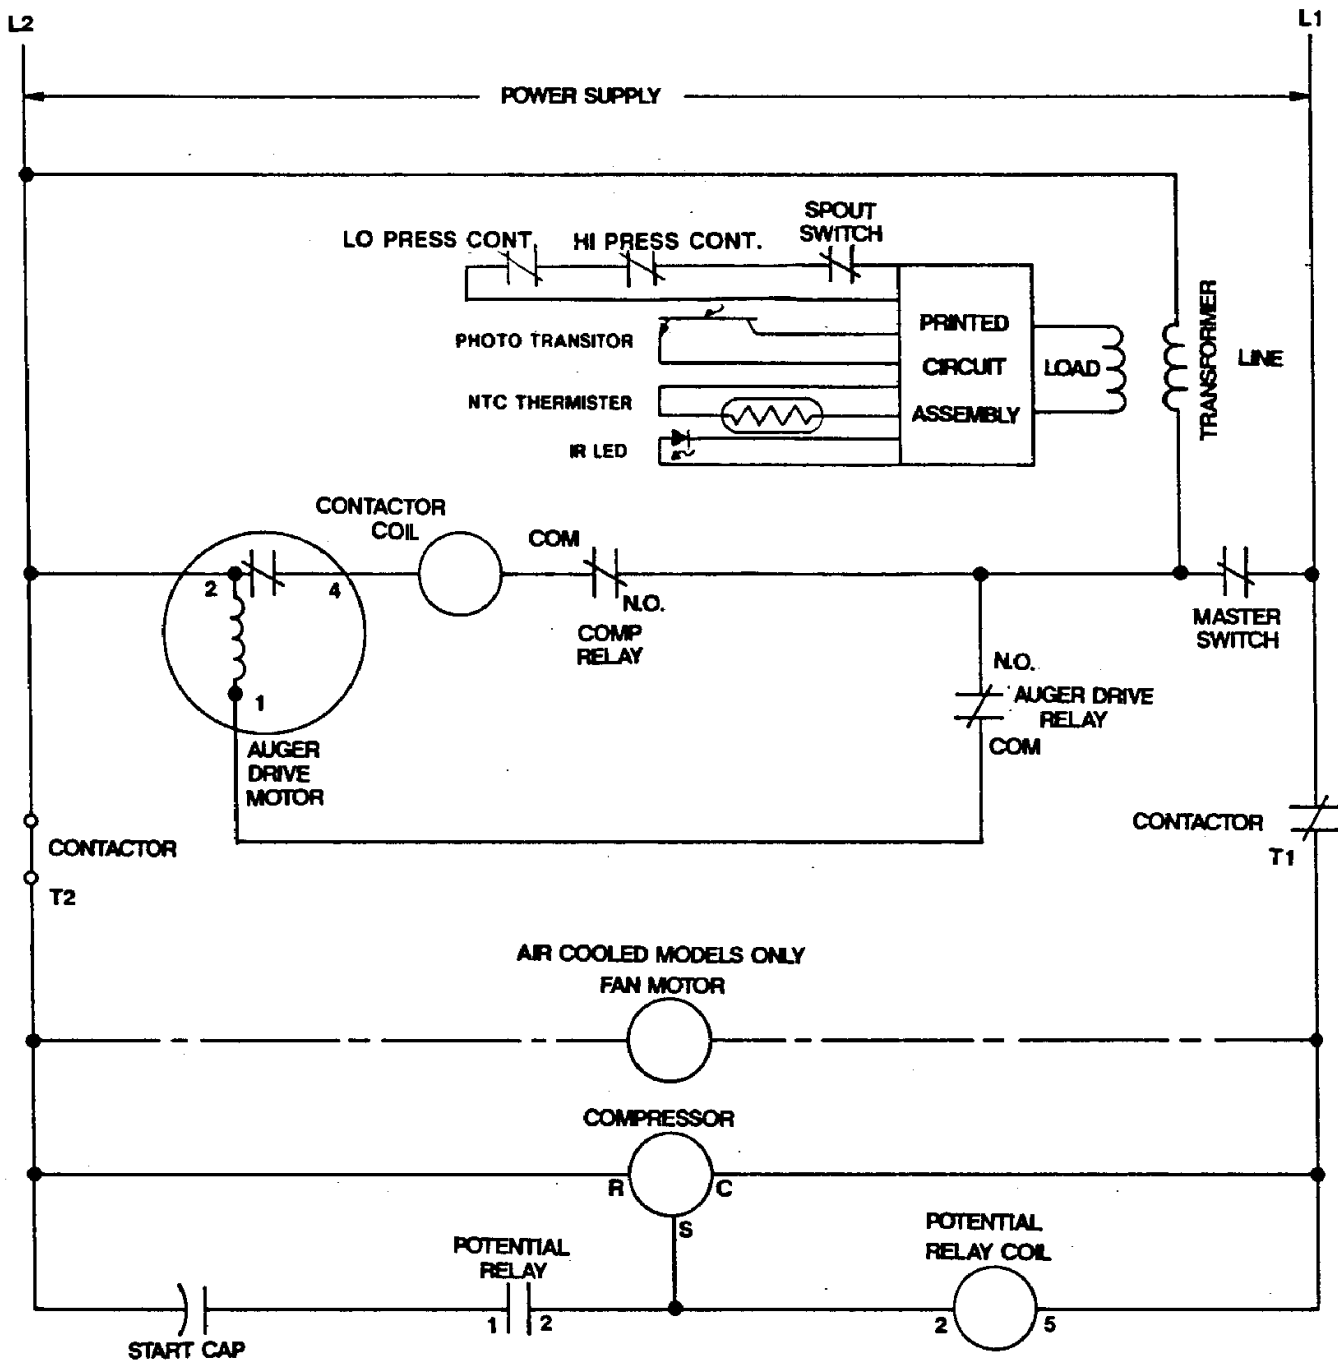 L2
L1
POWER SUPPLY
SPOUT
SWITCH
LO PRESS CONT.
HI PRESS CONT.
PHOTO TRANSITOR
NTC THERMISTER
IR LED
PRINTED
CIRCUIT
ASSEMBLY
LOAD
TRANSFORMER
LINE
CONTACTOR
COIL
COM
2
4
N.O.
COMP
RELAY
MASTER
SWITCH
1
N.O.
AUGER DRIVE
RELAY
COM
AUGER
DRIVE
MOTOR
CONTACTOR
T2
CONTACTOR
T1
AIR COOLED MODELS ONLY
FAN MOTOR
COMPRESSOR
R
C
S
POTENTIAL
RELAY
1
2
POTENTIAL
RELAY COIL
2
5
START CAP